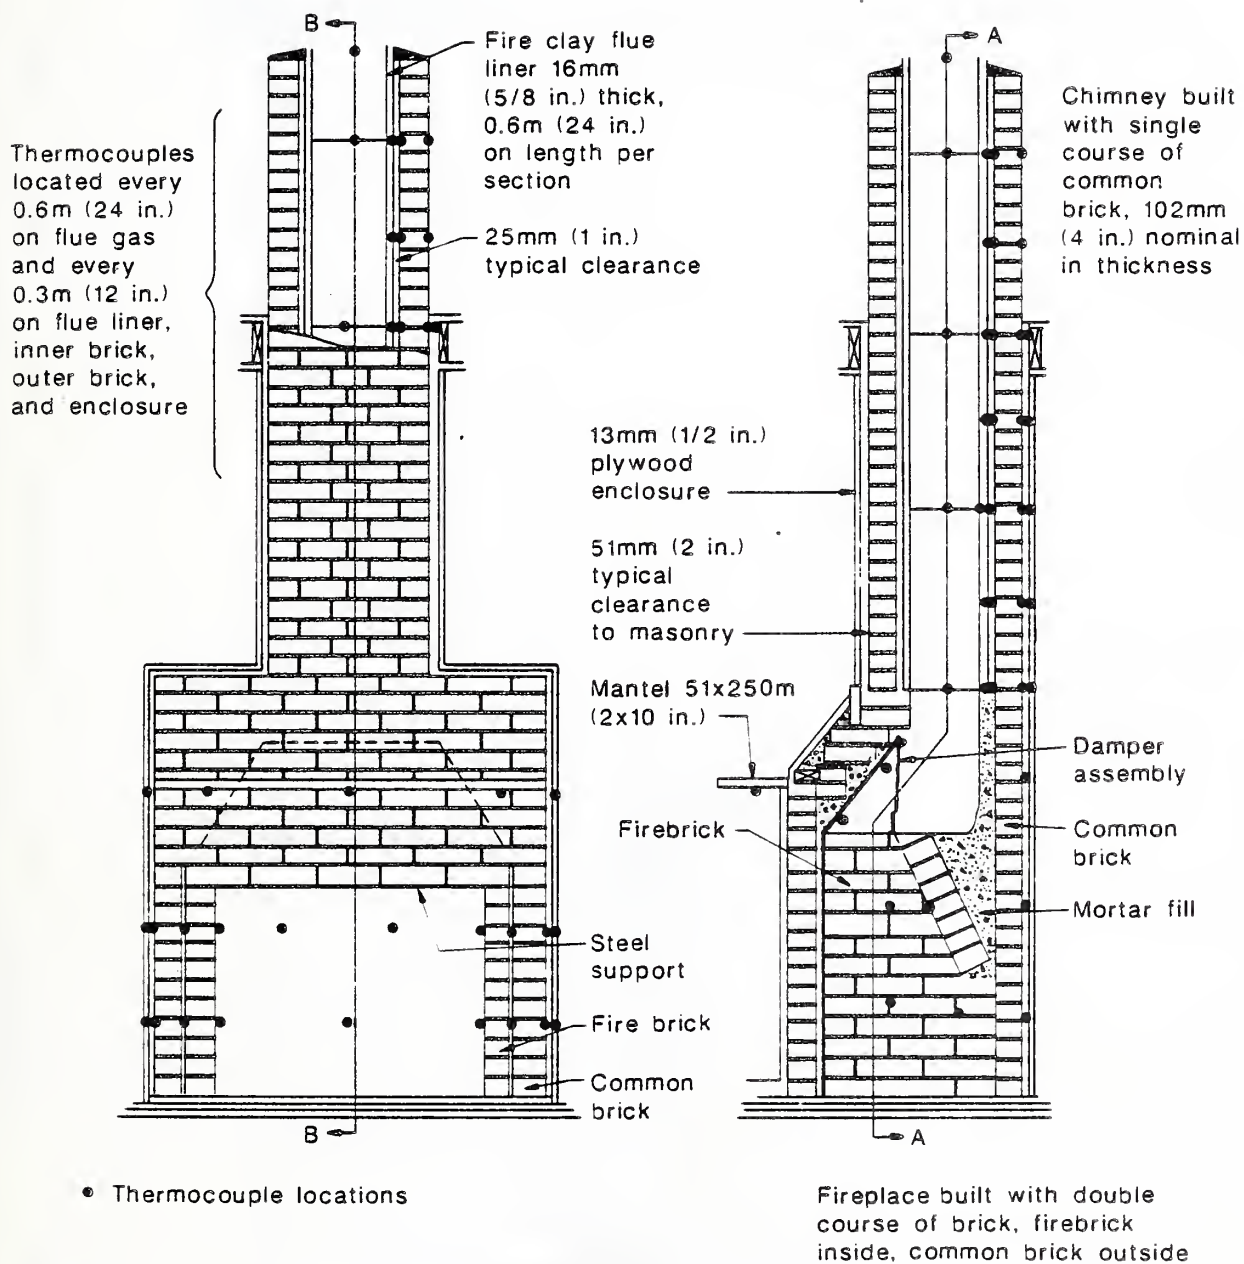 B
Fire clay flue
liner 16mm
(5/8 in.) thick,
0.6m (24 in.)
on length per
section
25mm (1 in.)
typical clearance
Thermocouples
located every
0.6m (24 in.)
on flue gas
and every
0.3m (12 in.)
on flue liner,
inner brick,
outer brick,
and enclosure
Steel
support
Fire brick
Common
brick
B
Thermocouple locations
A
Chimney built
with single
course of
common
brick, 102mm
(4 in.) nominal
in thickness
13mm (1/2 in.)
plywood
enclosure
51mm (2 in.)
typical
clearance
to masonry
Mantel 51x250m
(2x10 in.)
Firebrick
Damper
assembly
Common
brick
Mortar fill
A
Fireplace built with double
course of brick, firebrick
inside, common brick outside